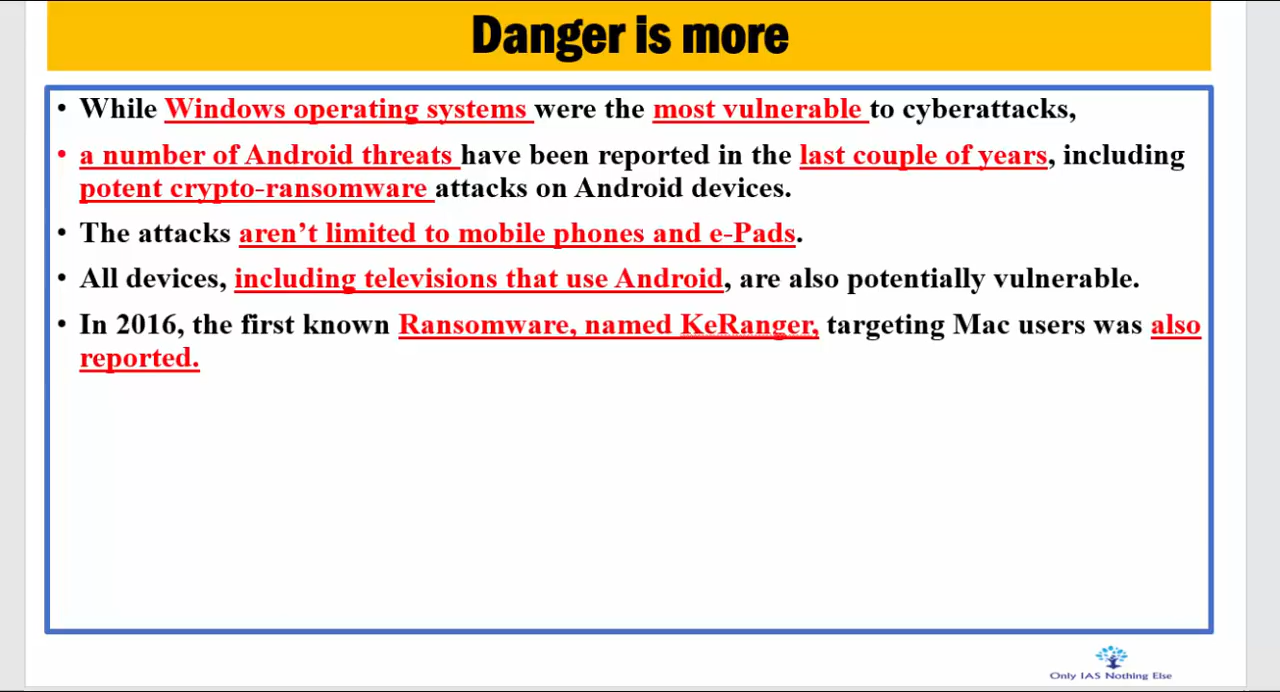 Danger is more
• While Windows operating systems were the most vulnerable to cyberattacks,
• a number of Android threats have been reported in the last couple of years, including
potent crypto-ransomware attacks on Android devices.
• The attacks aren’t limited to mobile phones and e-Pads.
• All devices, including televisions that use Android, are also potentially vulnerable.
• In 2016, the first known Ransomware, named KeRanger, targeting Mac users was also
reported.
Only IAS Nothing Else